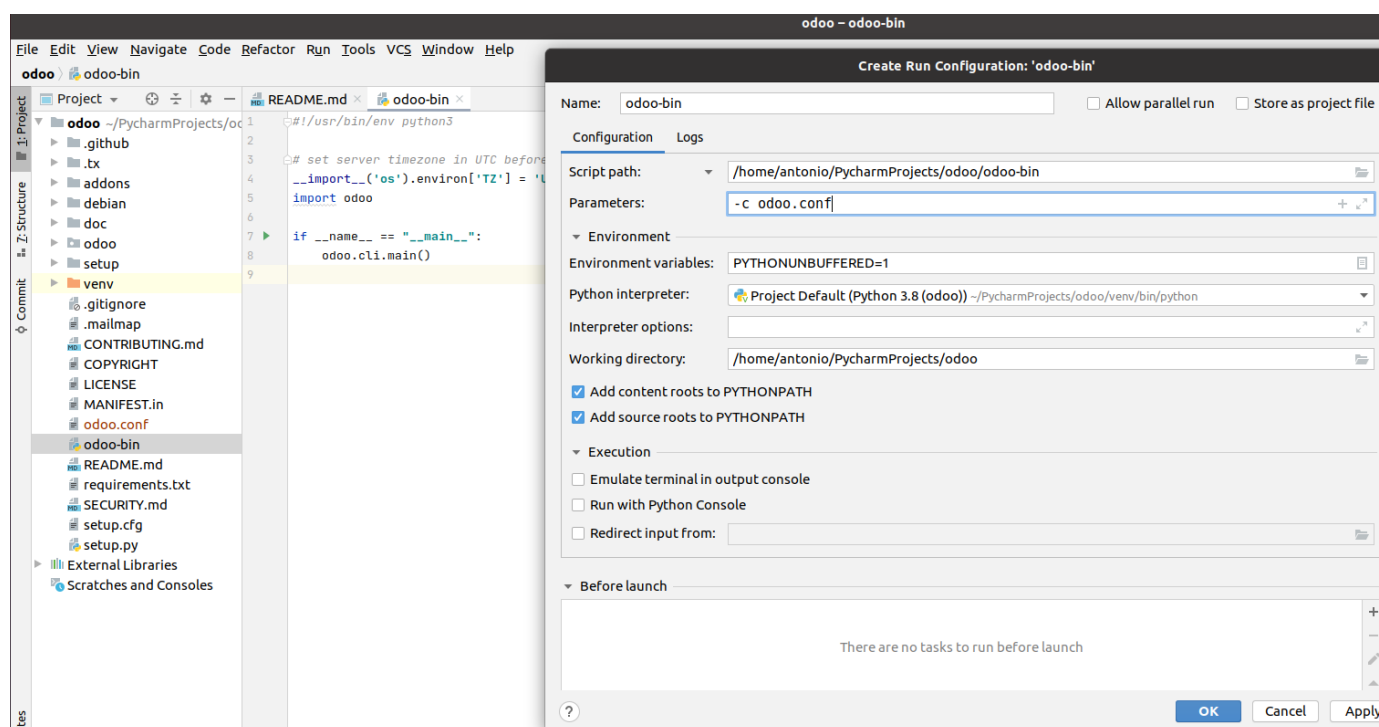 odoo – odoo-bin
File Edit View Navigate Code Refactor Run Tools VCS Window Help
odoo odoo-bin
1: Project
Z: Structure
Commit
Project
odoo ~/PycharmProjects/od
.github
.tx
addons
debian
doc
odoo
setup
venv
.gitignore
.mailmap
CONTRIBUTING.md
COPYRIGHT
LICENSE
MANIFEST.in
odoo.conf
odoo-bin
README.md
requirements.txt
SECURITY.md
setup.cfg
setup.py
External Libraries
Scratches and Consoles
README.md odoo-bin
1 #!/usr/bin/env python3
2
3 # set server timezone in UTC before
4 __import__('os').environ['TZ'] = 'U
5 import odoo
6
7 if __name__ == "__main__":
8 odoo.cli.main()
9
Create Run Configuration: 'odoo-bin'
Name: odoo-bin Allow parallel run Store as project file
Configuration Logs
Script path: /home/antonio/PycharmProjects/odoo/odoo-bin
Parameters: -c odoo.conf
Environment
Environment variables: PYTHONUNBUFFERED=1
Python interpreter: Project Default (Python 3.8 (odoo)) ~/PycharmProjects/odoo/venv/bin/python
Interpreter options:
Working directory: /home/antonio/PycharmProjects/odoo
Add content roots to PYTHONPATH
Add source roots to PYTHONPATH
Execution
Emulate terminal in output console
Run with Python Console
Redirect input from:
Before launch
There are no tasks to run before launch
? OK Cancel Apply